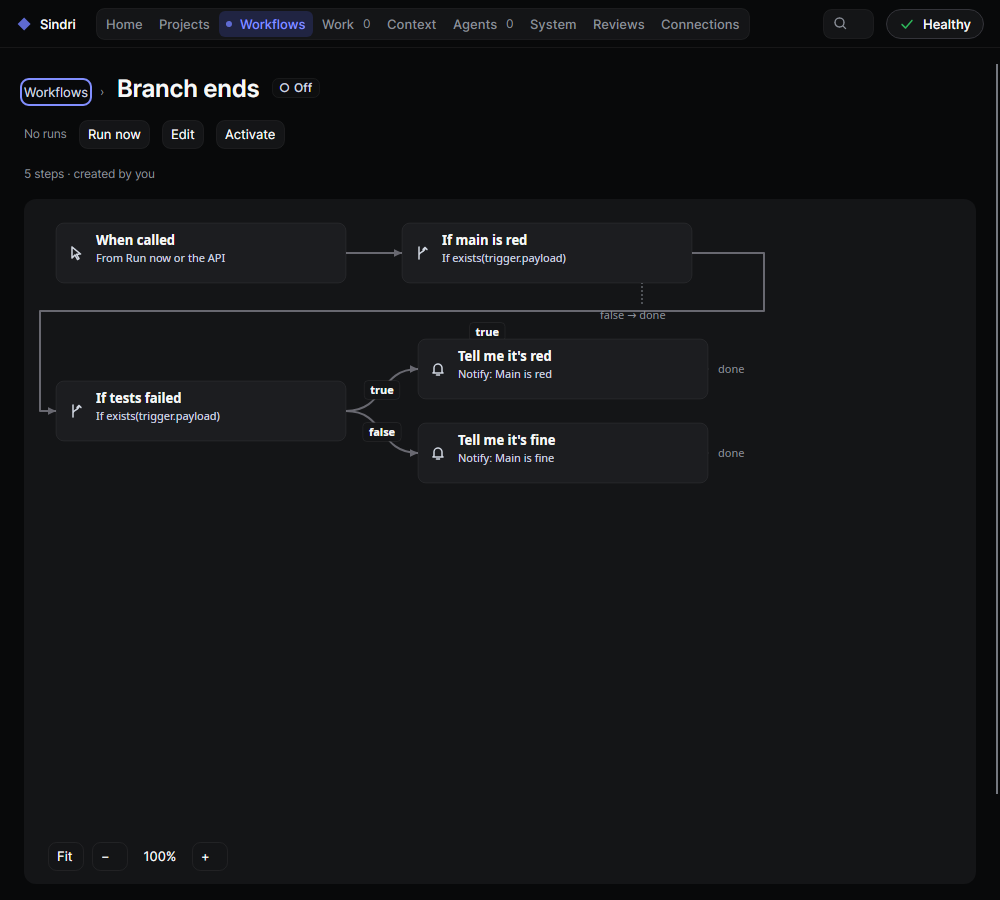 Sindri
Home Projects Workflows Work 0 Context Agents 0 System Reviews Connections
Healthy
Workflows › Branch ends Off
No runs Run now Edit Activate
5 steps · created by you
When called
From Run now or the API
If main is red
If exists(trigger.payload)
false → done
true
Tell me it's red
Notify: Main is red
done
true
If tests failed
If exists(trigger.payload)
false
Tell me it's fine
Notify: Main is fine
done
Fit − 100% +